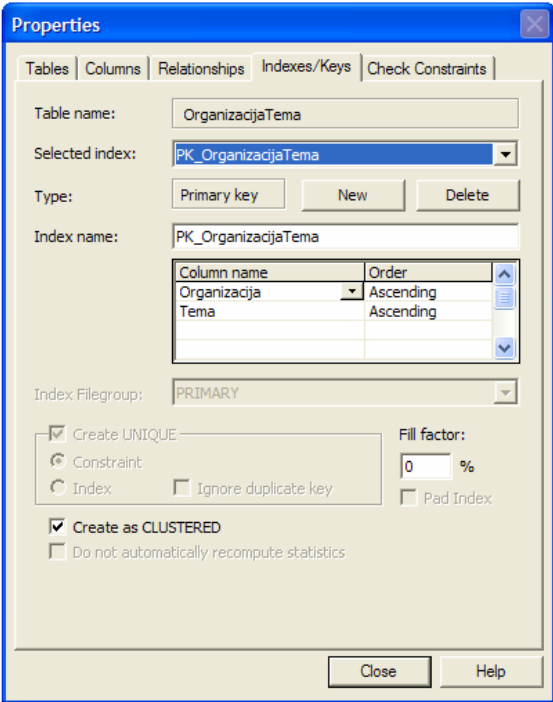 Properties
Tables Columns Relationships Indexes/Keys Check Constraints
Table name: OrganizacijaTema
Selected index: PK_OrganizacijaTema
Type: Primary key New Delete
Index name: PK_OrganizacijaTema
Column name Order
Organizacija Ascending
Tema Ascending
Index Filegroup: PRIMARY
Create UNIQUE Fill factor:
Constraint 0 %
Index Ignore duplicate key Pad Index
Create as CLUSTERED
Do not automatically recompute statistics
Close Help